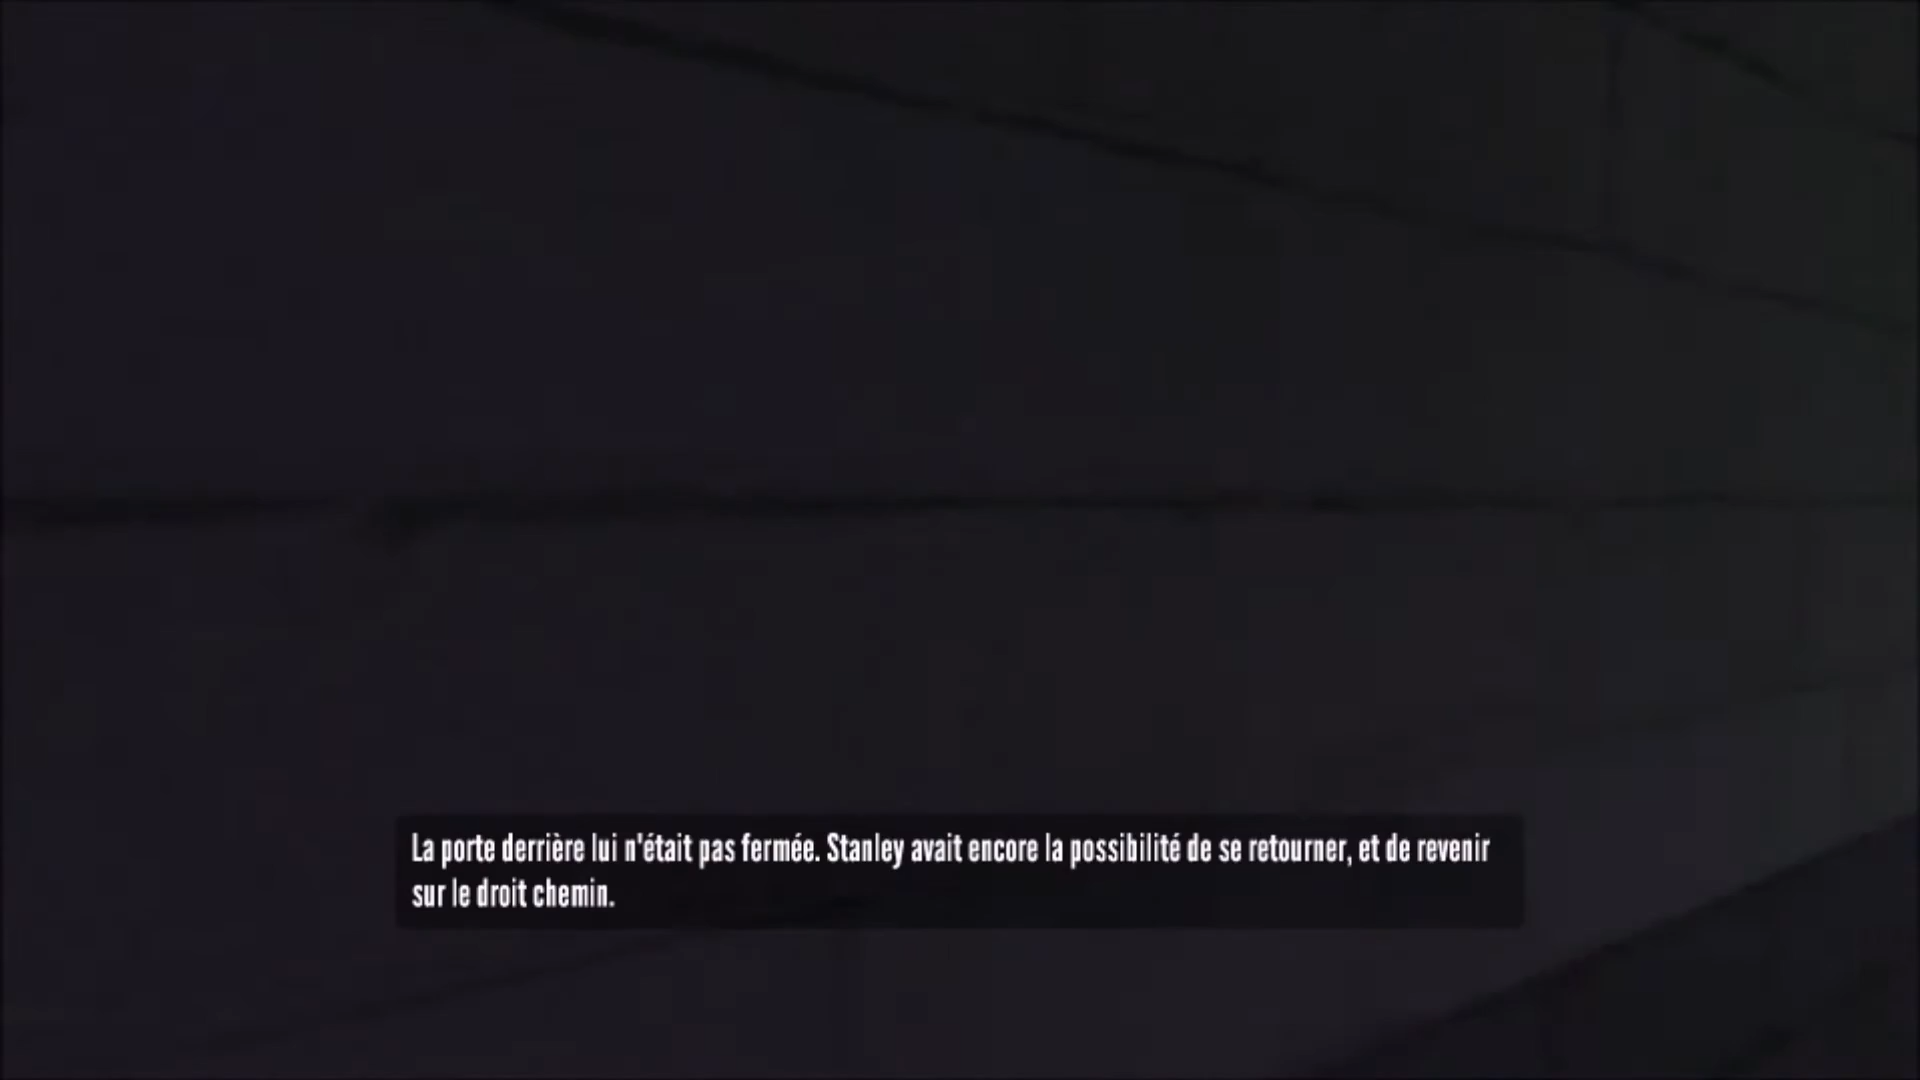 La porte derrière lui n'était pas fermée. Stanley avait encore la possibilité de se retourner, et de revenir
sur le droit chemin.